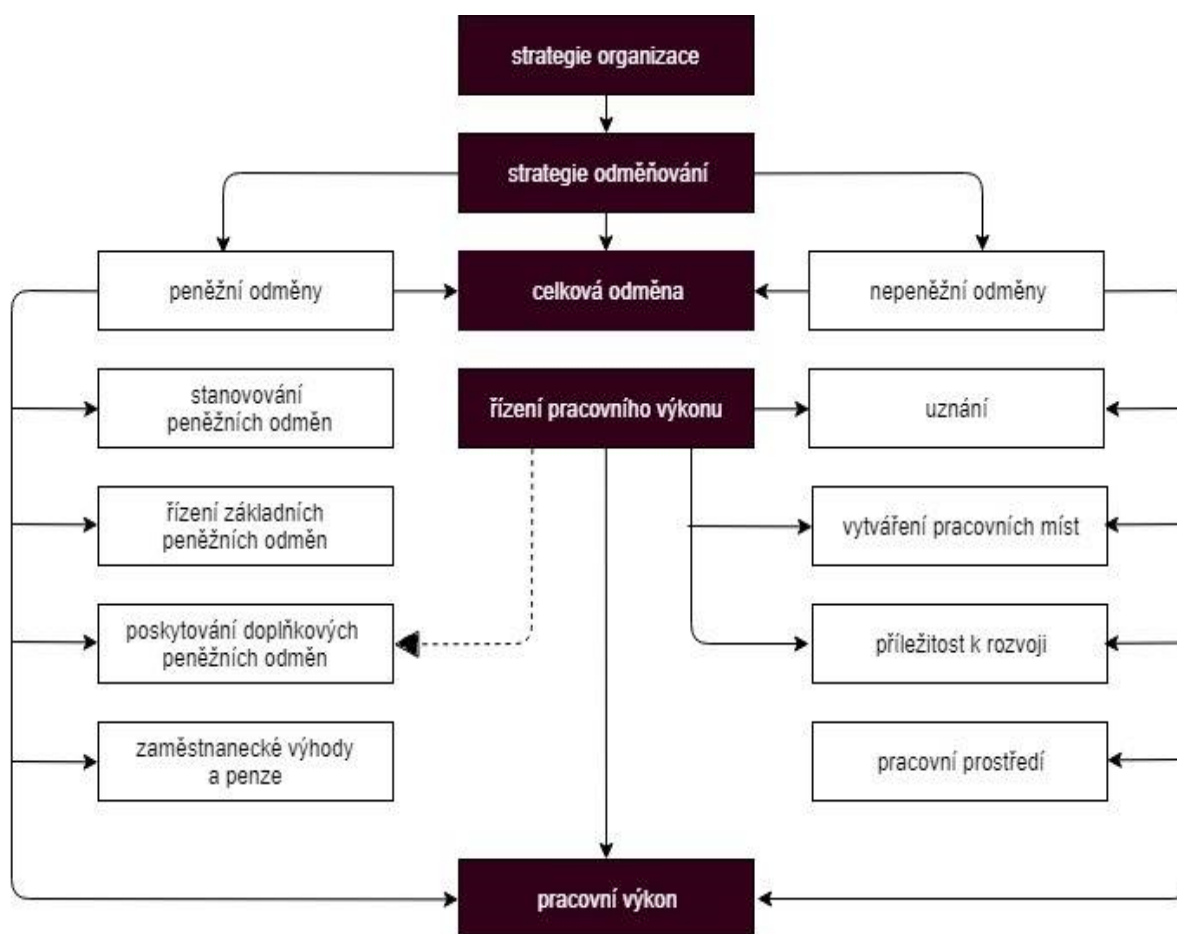 strategie organizace
strategie odměňování
peněžní odměny
celková odměna
nepeněžní odměny
stanovování
peněžních odměn
řízení pracovního výkonu
uznání
řízení základních
peněžních odměn
vytváření pracovních míst
poskytování doplňkových
peněžních odměn
příležitost k rozvoji
zaměstnanecké výhody
a penze
pracovní prostředí
pracovní výkon